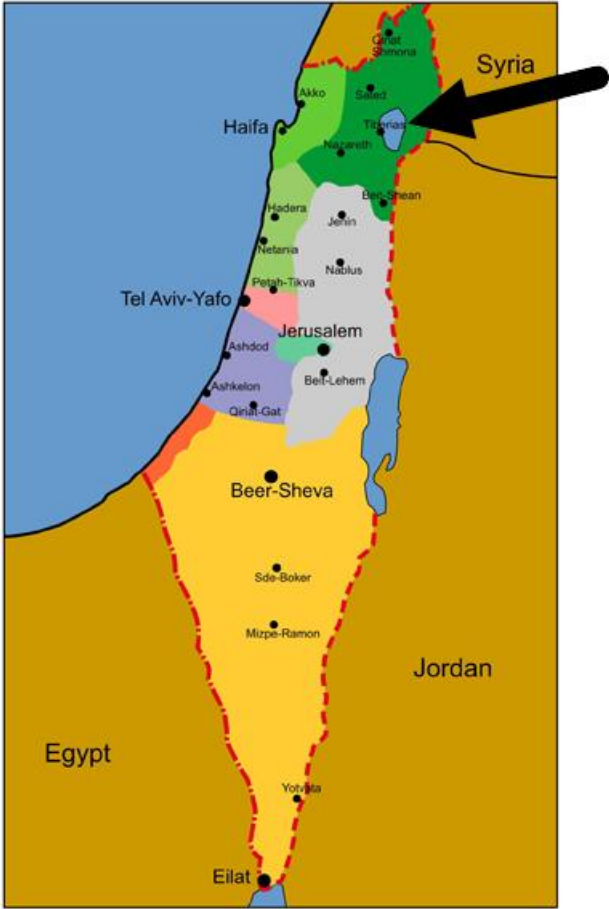 Qiriat
Shmona
Syria
Safed
Akko
Tiberias
Haifa
Nazareth
Beit-Shean
Hadera
Jenin
Netania
Nablus
Petah-Tikva
Tel Aviv-Yafo
Jerusalem
Ashdod
Beit-Lehem
Ashkelon
Qiriat-Gat
Beer-Sheva
Sde-Boker
Mizpe-Ramon
Jordan
Egypt
Yotvata
Eilat